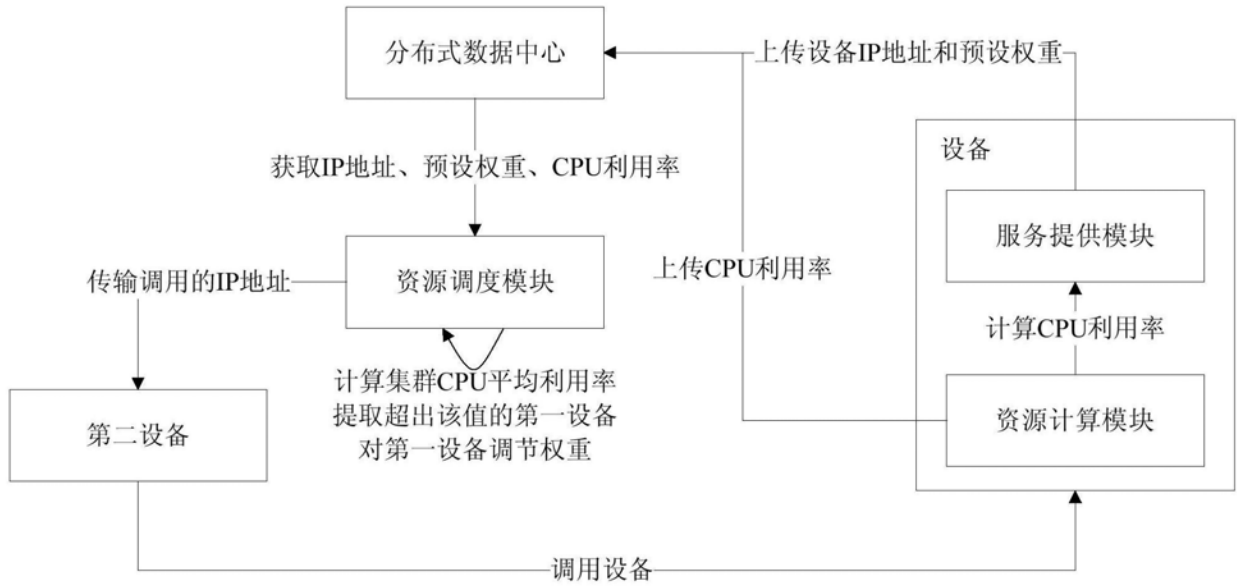 分布式数据中心
上传设备IP地址和预设权重
设备
获取IP地址、预设权重、CPU利用率
服务提供模块
上传CPU利用率
传输调用的IP地址
资源调度模块
计算CPU利用率
计算集群CPU平均利用率
提取超出该值的第一设备
对第一设备调节权重
第二设备
资源计算模块
调用设备